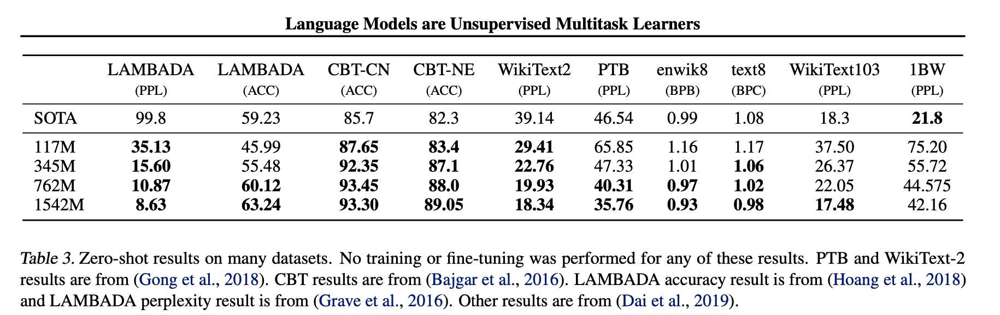 Language Models are Unsupervised Multitask Learners
LAMBADA LAMBADA CBT-CN CBT-NE WikiText2 PTB enwik8 text8 WikiText103 1BW
(PPL) (ACC) (ACC) (ACC) (PPL) (PPL) (BPB) (BPC) (PPL) (PPL)
SOTA 99.8 59.23 85.7 82.3 39.14 46.54 0.99 1.08 18.3 21.8
117M 35.13 45.99 87.65 83.4 29.41 65.85 1.16 1.17 37.50 75.20
345M 15.60 55.48 92.35 87.1 22.76 47.33 1.01 1.06 26.37 55.72
762M 10.87 60.12 93.45 88.0 19.93 40.31 0.97 1.02 22.05 44.575
1542M 8.63 63.24 93.30 89.05 18.34 35.76 0.93 0.98 17.48 42.16
Table 3. Zero-shot results on many datasets. No training or fine-tuning was performed for any of these results. PTB and WikiText-2
results are from (Gong et al., 2018). CBT results are from (Bajgar et al., 2016). LAMBADA accuracy result is from (Hoang et al., 2018)
and LAMBADA perplexity result is from (Grave et al., 2016). Other results are from (Dai et al., 2019).